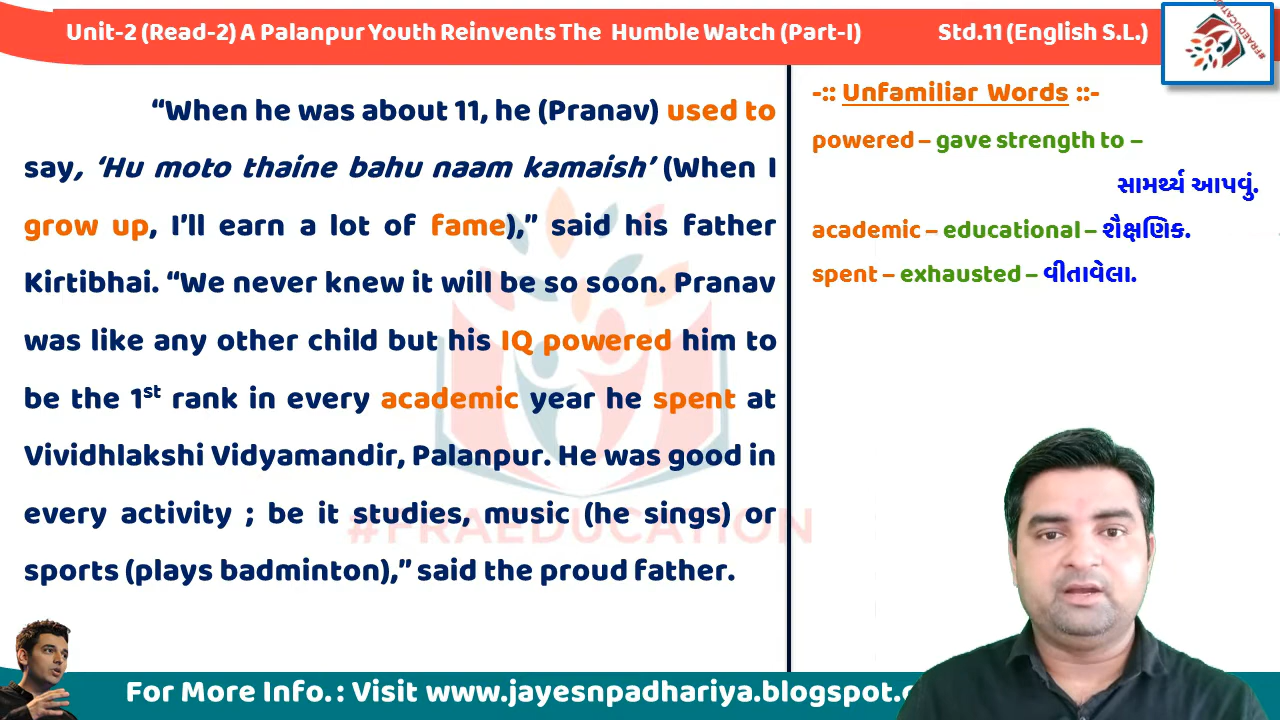 Unit-2 (Read-2) A Palanpur Youth Reinvents The Humble Watch (Part-I) Std.11 (English S.L.)
#FRAEDUCATION
“When he was about 11, he (Pranav) used to
say, ‘Hu moto thaine bahu naam kamaish’ (When I
grow up, I’ll earn a lot of fame),” said his father
Kirtibhai. “We never knew it will be so soon. Pranav
was like any other child but his IQ powered him to
be the 1st rank in every academic year he spent at
Vividhlakshi Vidyamandir, Palanpur. He was good in
every activity ; be it studies, music (he sings) or
sports (plays badminton),” said the proud father.
#FRAEDUCATION
-:: Unfamiliar Words ::-
powered – gave strength to –
સામર્થ્ય આપવું.
academic – educational – શૈક્ષણિક.
spent – exhausted – વીતાવેલા.
For More Info. : Visit www.jayesnpadhariya.blogspot.c